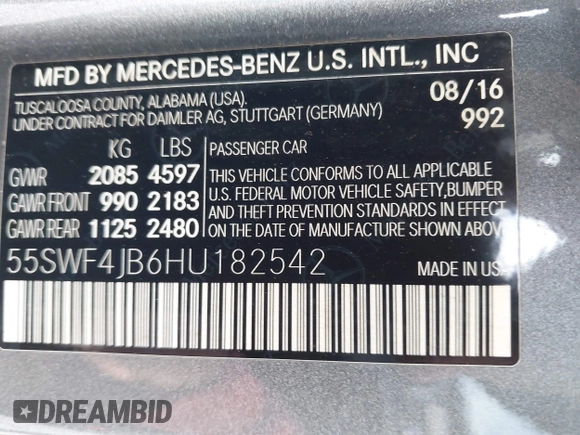 MFD BY MERCEDES-BENZ U.S. INTL., INC
TUSCALOOSA COUNTY, ALABAMA (USA). 08/16
UNDER CONTRACT FOR DAIMLER AG, STUTTGART (GERMANY) 992
KG LBS PASSENGER CAR
GVWR 2085 4597 THIS VEHICLE CONFORMS TO ALL APPLICABLE
GAWR FRONT 990 2183 U.S. FEDERAL MOTOR VEHICLE SAFETY,BUMPER
GAWR REAR 1125 2480 AND THEFT PREVENTION STANDARDS IN EFFECT
ON THE DATE OF MANUFACTURE SHOWN ABOVE.
55SWF4JB6HU182542 MADE IN USA
DREAMBID